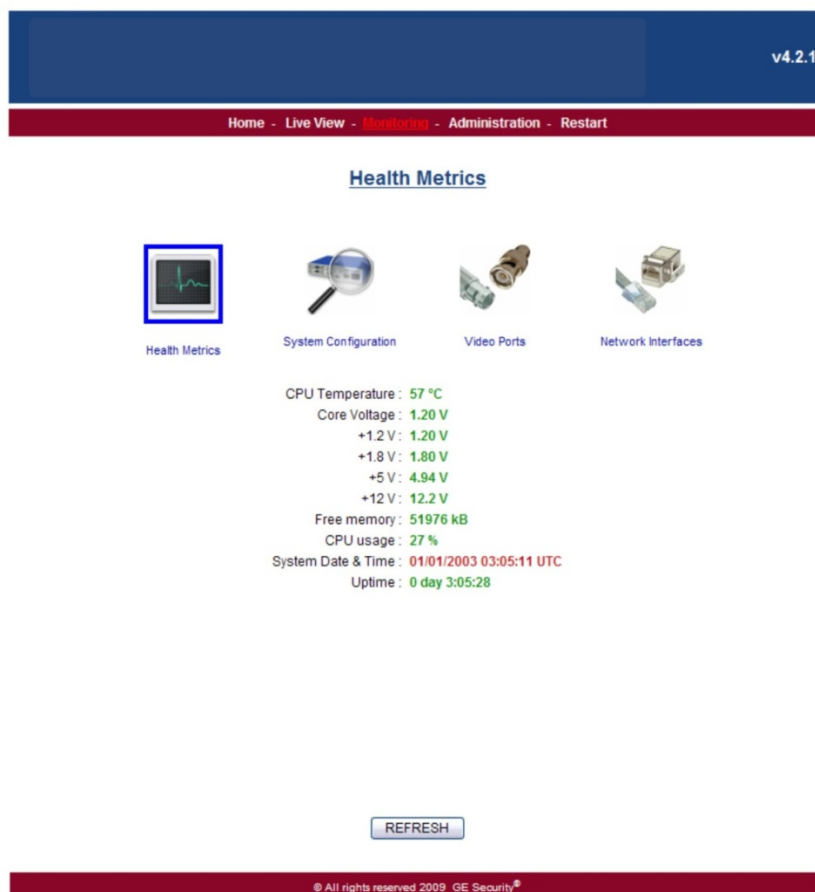 v4.2.1
Home - Live View - Monitoring - Administration - Restart
Health Metrics
Health Metrics
System Configuration
Video Ports
Network Interfaces
CPU Temperature : 57 °C
Core Voltage : 1.20 V
+1.2 V : 1.20 V
+1.8 V : 1.80 V
+5 V : 4.94 V
+12 V : 12.2 V
Free memory : 51976 kB
CPU usage : 27 %
System Date & Time : 01/01/2003 03:05:11 UTC
Uptime : 0 day 3:05:28
REFRESH
© All rights reserved 2009 GE Security®